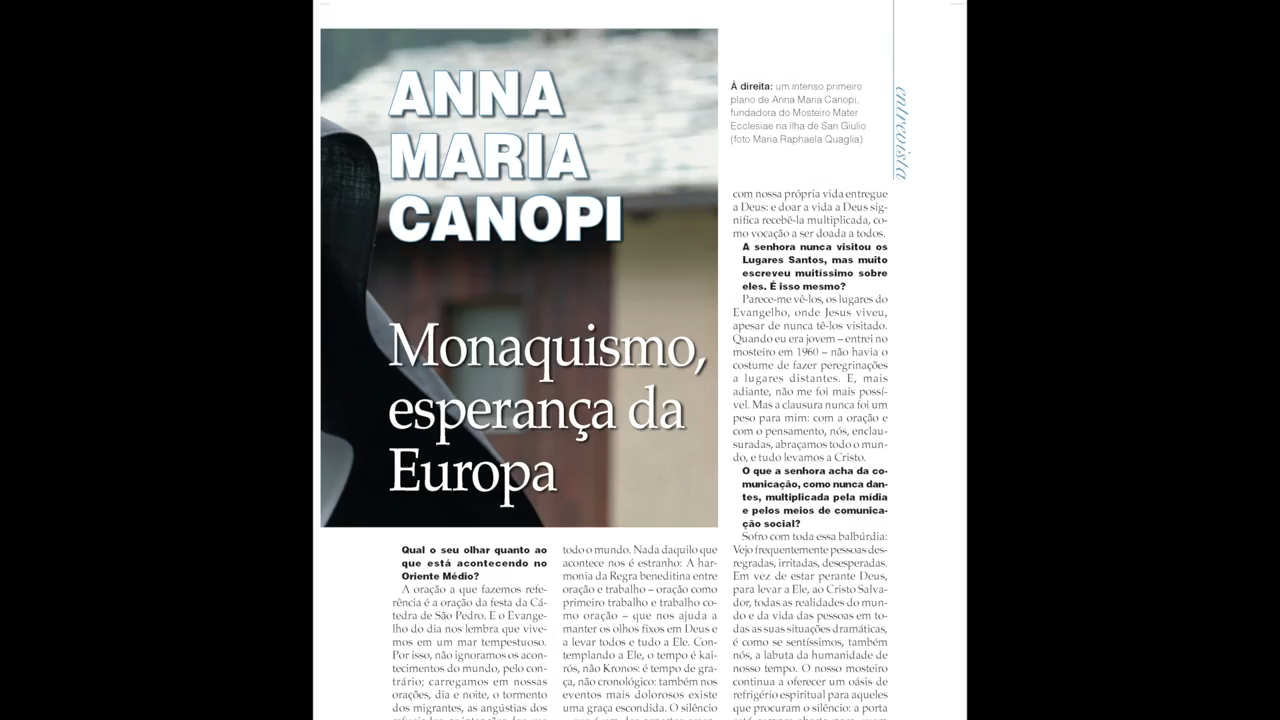 ANNA
MARIA
CANOPI
Monaquismo,
esperança da
Europa
Qual o seu olhar quanto ao
que está acontecendo no
Oriente Médio?
A oração a que fazemos refe-
rência é a oração da festa da Cá-
tedra de São Pedro. E o Evange-
lho do dia nos lembra que vive-
mos em um mar tempestuoso.
Por isso, não ignoramos os acon-
tecimentos do mundo, pelo con-
trário; carregamos em nossas
orações, dia e noite, o tormento
dos migrantes, as angústias dos
todo o mundo. Nada daquilo que
acontece nos é estranho: A har-
monia da Regra beneditina entre
oração e trabalho – oração como
primeiro trabalho e trabalho co-
mo oração – que nos ajuda a
manter os olhos fixos em Deus e
a levar todos e tudo a Ele. Con-
templando a Ele, o tempo é kai-
rós, não Kronos: é tempo de gra-
ça, não cronológico: também nos
eventos mais dolorosos existe
uma graça escondida. O silêncio
À direita: um intenso primeiro
plano de Anna Maria Canopi,
fundadora do Mosteiro Mater
Ecclesiae na ilha de San Giulio
(foto Maria Raphaela Quaglia)
entrevista
com nossa própria vida entregue
a Deus: e doar a vida a Deus sig-
nifica recebê-la multiplicada, co-
mo vocação a ser doada a todos.
A senhora nunca visitou os
Lugares Santos, mas muito
escreveu muitíssimo sobre
eles. É isso mesmo?
Parece-me vê-los, os lugares do
Evangelho, onde Jesus viveu,
apesar de nunca tê-los visitado.
Quando eu era jovem – entrei no
mosteiro em 1960 – não havia o
costume de fazer peregrinações
a lugares distantes. E, mais
adiante, não me foi mais possí-
vel. Mas a clausura nunca foi um
peso para mim: com a oração e
com o pensamento, nós, enclau-
suradas, abraçamos todo o mun-
do, e tudo levamos a Cristo.
O que a senhora acha da co-
municação, como nunca dan-
tes, multiplicada pela mídia
e pelos meios de comunica-
ção social?
Sofro com toda essa balbúrdia:
Vejo frequentemente pessoas des-
regradas, irritadas, desesperadas.
Em vez de estar perante Deus,
para levar a Ele, ao Cristo Salva-
dor, todas as realidades do mun-
do e da vida das pessoas em to-
das as suas situações dramáticas,
é como se sentíssimos, também
nós, a labuta da humanidade de
nosso tempo. O nosso mosteiro
continua a oferecer um oásis de
refrigério espiritual para aqueles
que procuram o silêncio: a porta